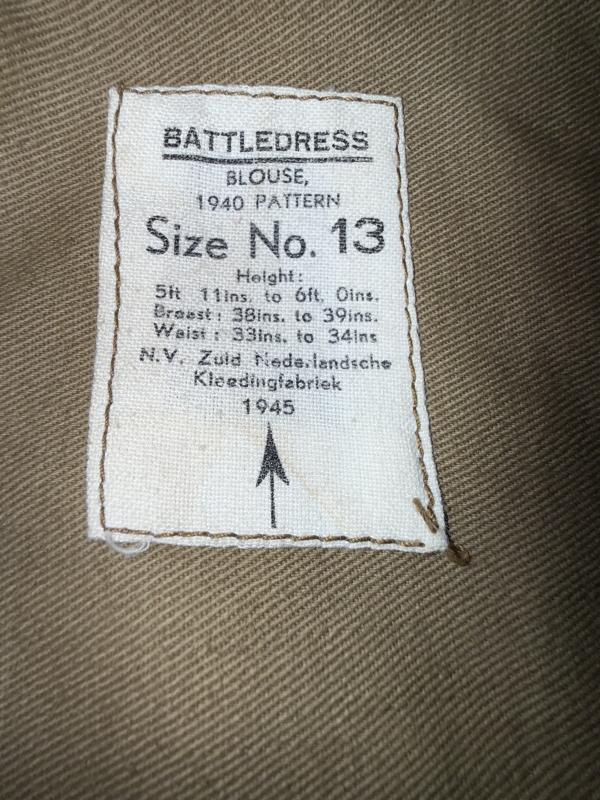 BATTLEDRESS
BLOUSE,
1940 PATTERN
Size No. 13
Height:
5ft 11ins. to 6ft. 0ins.
Breast: 38ins. to 39ins.
Waist: 33ins. to 34ins
N.V. Zuid Nederlandsche
Kleedingfabriek
1945